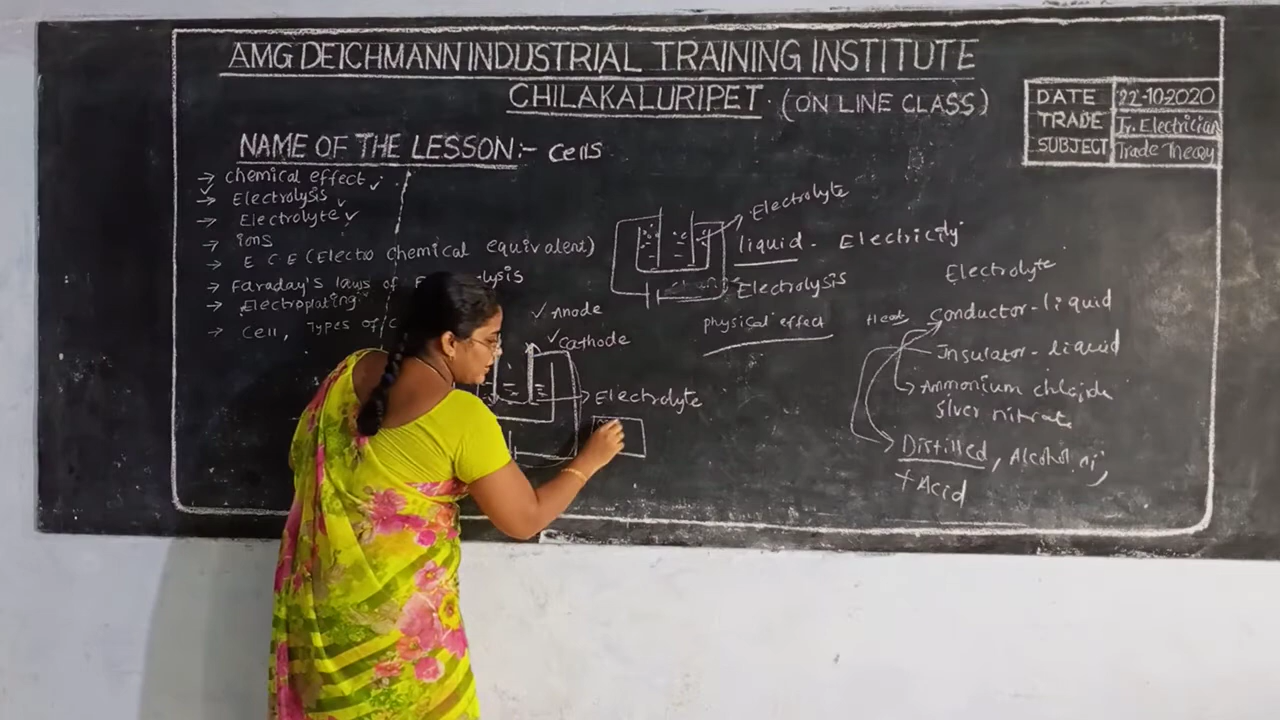 AMG DEICHMANN INDUSTRIAL TRAINING INSTITUTE
CHILAKALURIPET. (ON LINE CLASS)
DATE 22-10-2020
TRADE Jr. Electrician
SUBJECT Trade Theory
NAME OF THE LESSON:- Cells
→ Chemical effect ✓
→ Electrolysis ✓
→ Electrolyte ✓
→ ions
→ E C E (Electro Chemical equivalent)
→ Faraday's laws of
→ Electroplating
→ Cell, Types of
Electrolyte
liquid - Electricity
Electrolysis
physical effect
✓ Anode
✓ Cathode
Electrolyte
Electrolyte
Heat
Conductor - liquid
Insulator - liquid
Ammonium
Silver nitrate
Distilled, Alcohol
+ Acid